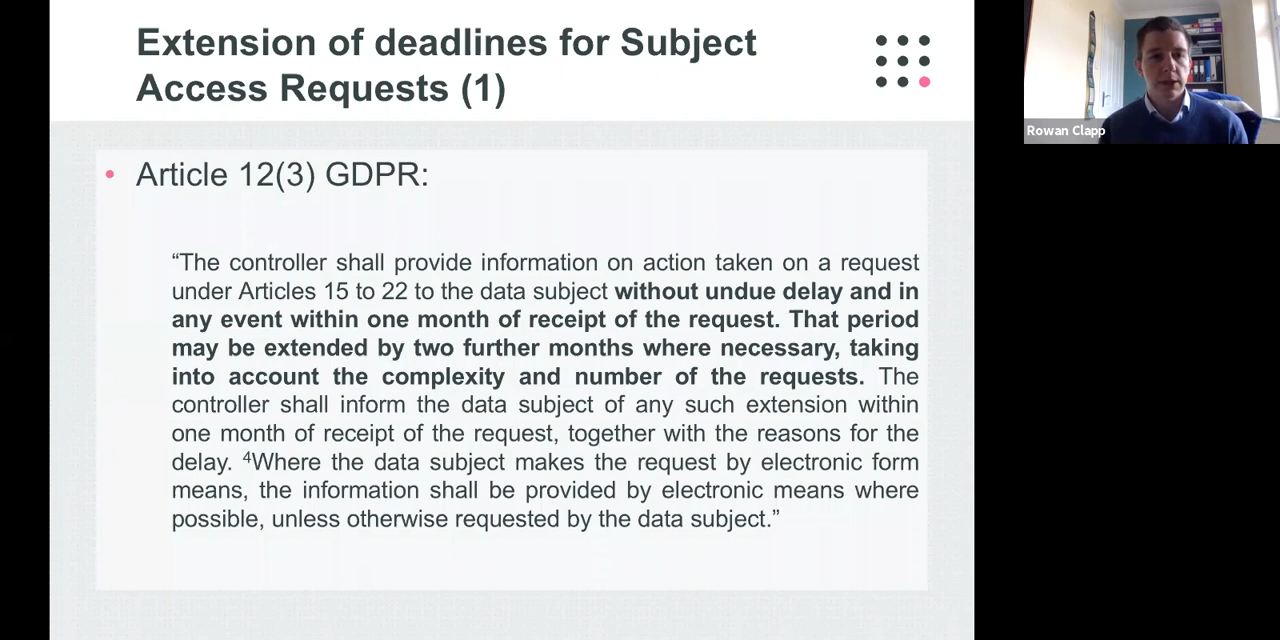 Extension of deadlines for Subject
Access Requests (1)
• Article 12(3) GDPR:
“The controller shall provide information on action taken on a request
under Articles 15 to 22 to the data subject without undue delay and in
any event within one month of receipt of the request. That period
may be extended by two further months where necessary, taking
into account the complexity and number of the requests. The
controller shall inform the data subject of any such extension within
one month of receipt of the request, together with the reasons for the
delay. ⁴Where the data subject makes the request by electronic form
means, the information shall be provided by electronic means where
possible, unless otherwise requested by the data subject.”
Rowan Clapp